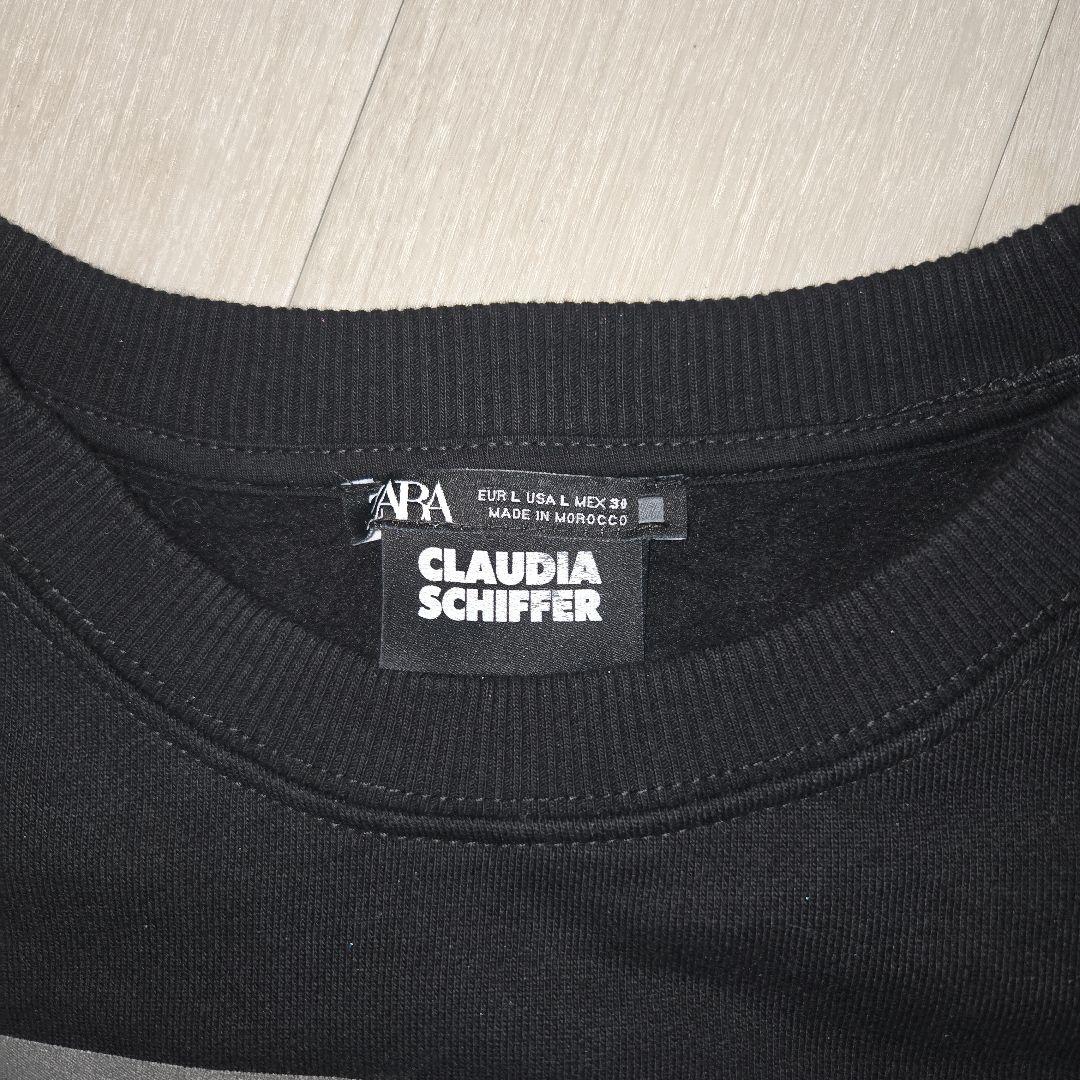 ZARA
EUR L USA L MEX 30
MADE IN MOROCCO
CLAUDIA
SCHIFFER